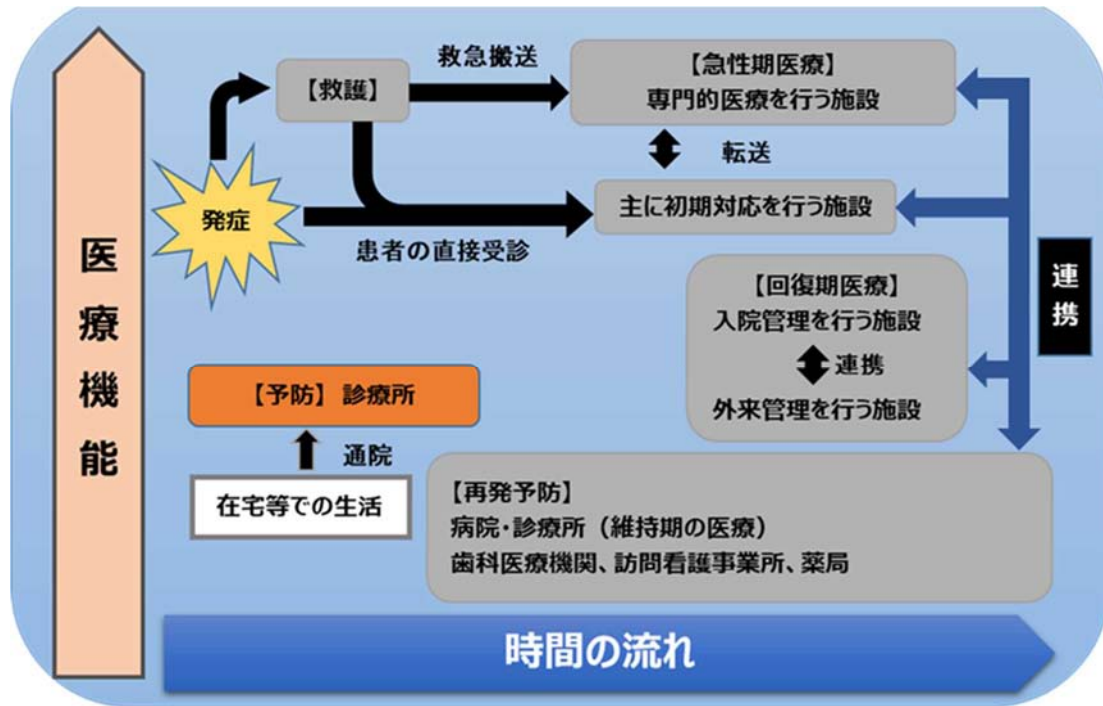 医療機能
救急搬送
【救護】
【急性期医療】
専門的医療を行う施設
転送
発症
主に初期対応を行う施設
患者の直接受診
連携
【回復期医療】
入院管理を行う施設
連携
外来管理を行う施設
【予防】 診療所
通院
在宅等での生活
【再発予防】
病院・診療所（維持期の医療）
歯科医療機関、訪問看護事業所、薬局
時間の流れ